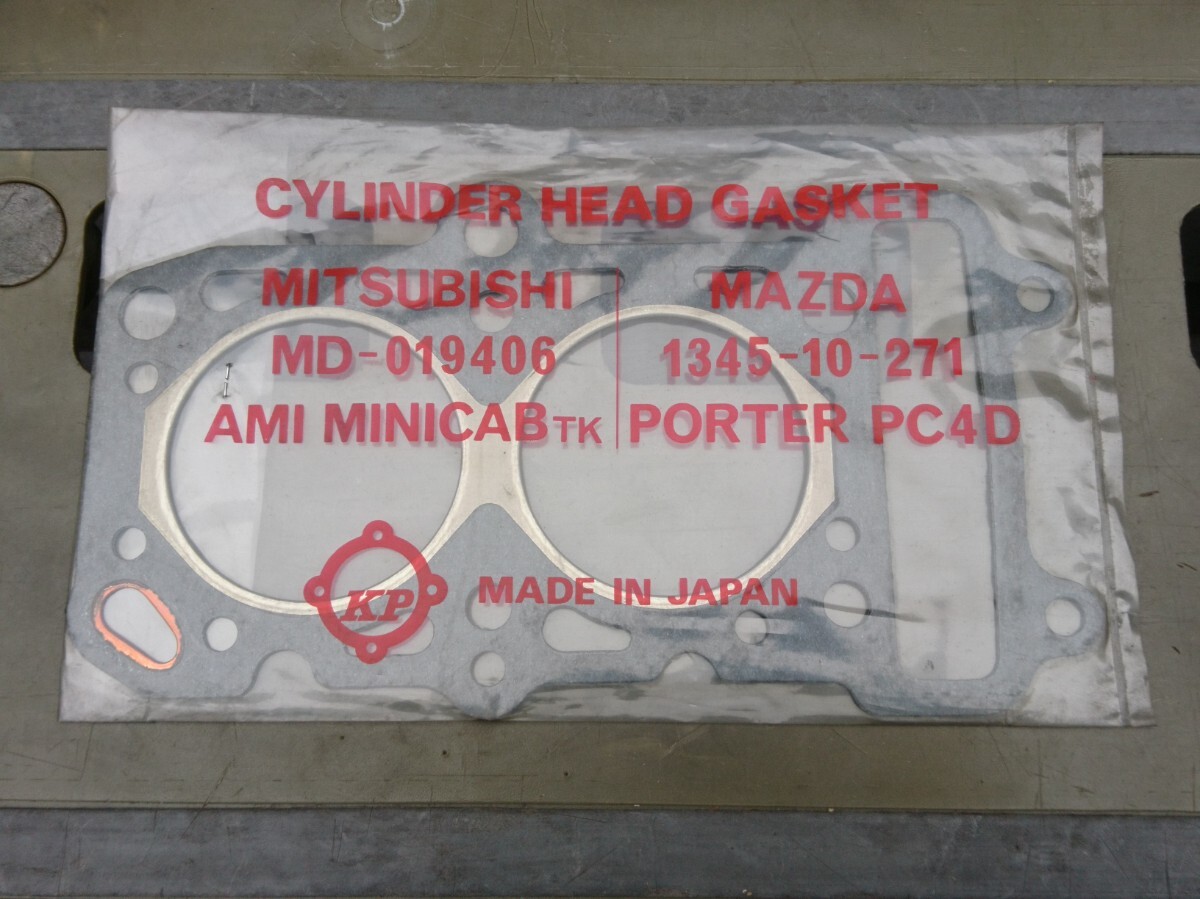 CYLINDER HEAD GASKET
MITSUBISHI
MD-019406
AMI MINICAB TK
MAZDA
1345-10-271
PORTER PC4D
KP
MADE IN JAPAN